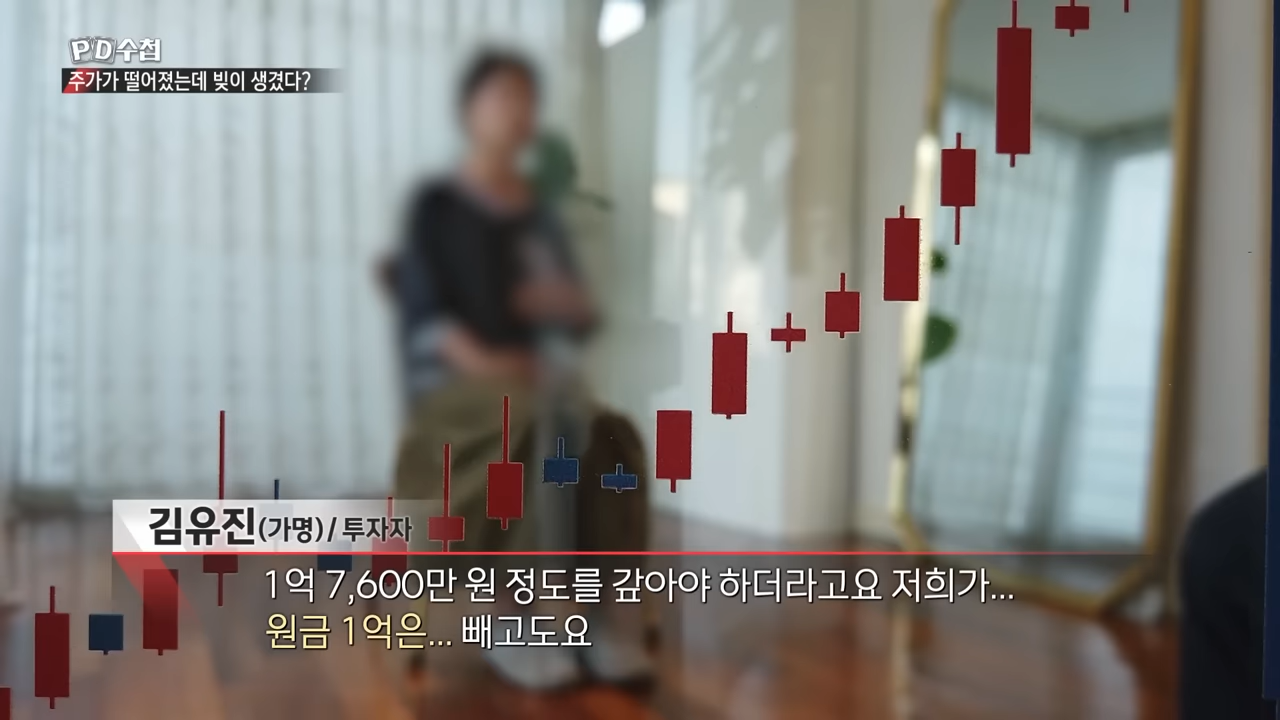 PD수첩
주가가 떨어졌는데 빚이 생겼다?
김유진(가명) / 투자자
1억 7,600만 원 정도를 갚아야 하더라고요 저희가...
원금 1억은... 빼고도요